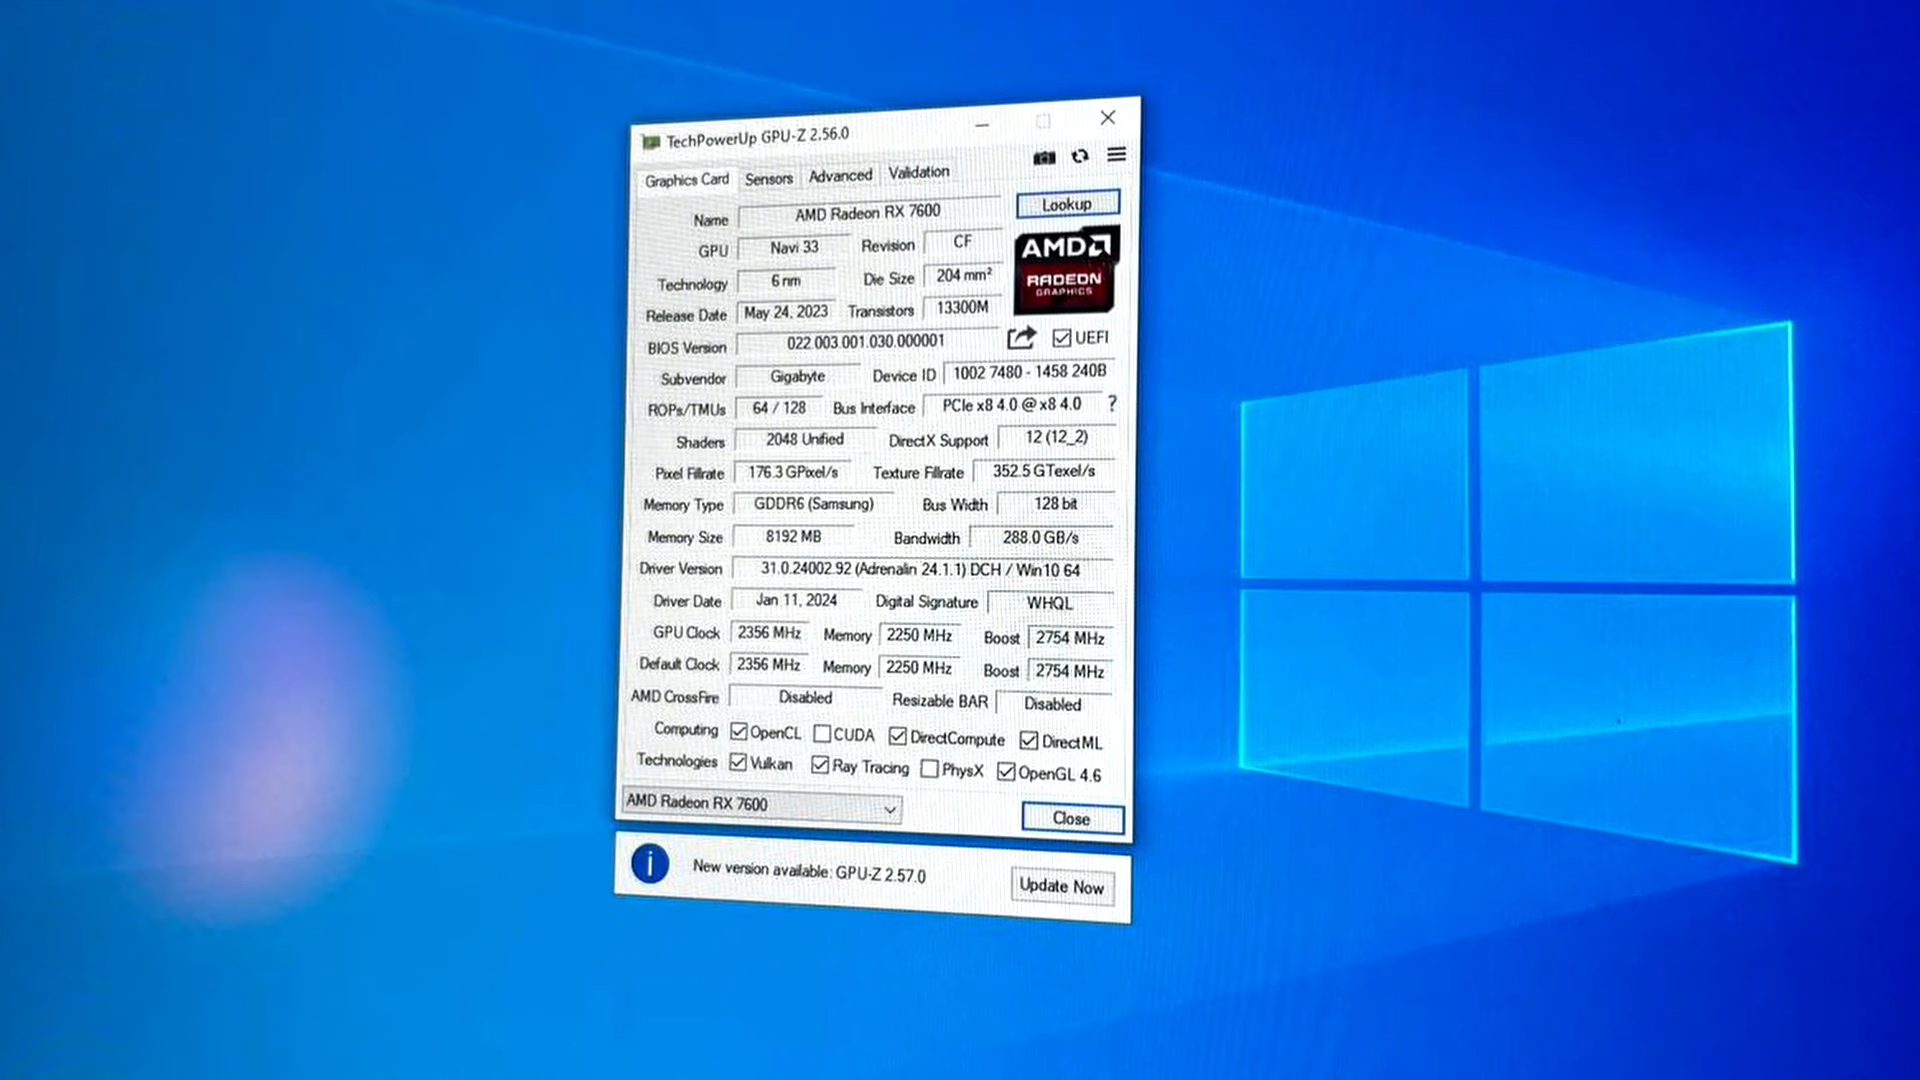 TechPowerUp GPU-Z 2.56.0
Graphics Card Sensors Advanced Validation
Name AMD Radeon RX 7600 Lookup
GPU Navi 33 Revision CF
AMD
RADEON
GRAPHICS
Technology 6 nm Die Size 204 mm²
Release Date May 24, 2023 Transistors 13300M
BIOS Version 022.003.001.030.000001 UEFI
Subvendor Gigabyte Device ID 1002 7480 - 1458 240B
ROPs/TMUs 64 / 128 Bus Interface PCIe x8 4.0 @ x8 4.0 ?
Shaders 2048 Unified DirectX Support 12 (12_2)
Pixel Fillrate 176.3 GPixel/s Texture Fillrate 352.5 GTexel/s
Memory Type GDDR6 (Samsung) Bus Width 128 bit
Memory Size 8192 MB Bandwidth 288.0 GB/s
Driver Version 31.0.24002.92 (Adrenalin 24.1.1) DCH / Win10 64
Driver Date Jan 11, 2024 Digital Signature WHQL
GPU Clock 2356 MHz Memory 2250 MHz Boost 2754 MHz
Default Clock 2356 MHz Memory 2250 MHz Boost 2754 MHz
AMD CrossFire Disabled Resizable BAR Disabled
Computing OpenCL CUDA DirectCompute DirectML
Technologies Vulkan Ray Tracing PhysX OpenGL 4.6
AMD Radeon RX 7600 Close
i New version available: GPU-Z 2.57.0 Update Now